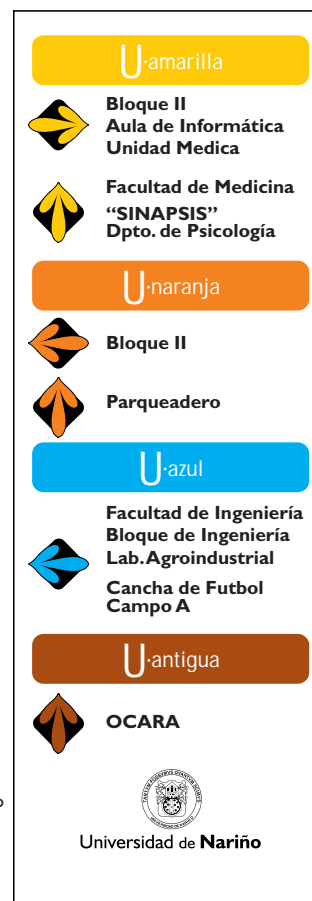 U·amarilla
Bloque II
Aula de Informática
Unidad Medica
Facultad de Medicina
“SINAPSIS”
Dpto. de Psicología
U·naranja
Bloque II
Parqueadero
U·azul
Facultad de Ingeniería
Bloque de Ingeniería
Lab. Agroindustrial
Cancha de Futbol
Campo A
U·antigua
OCARA
Universidad de Nariño